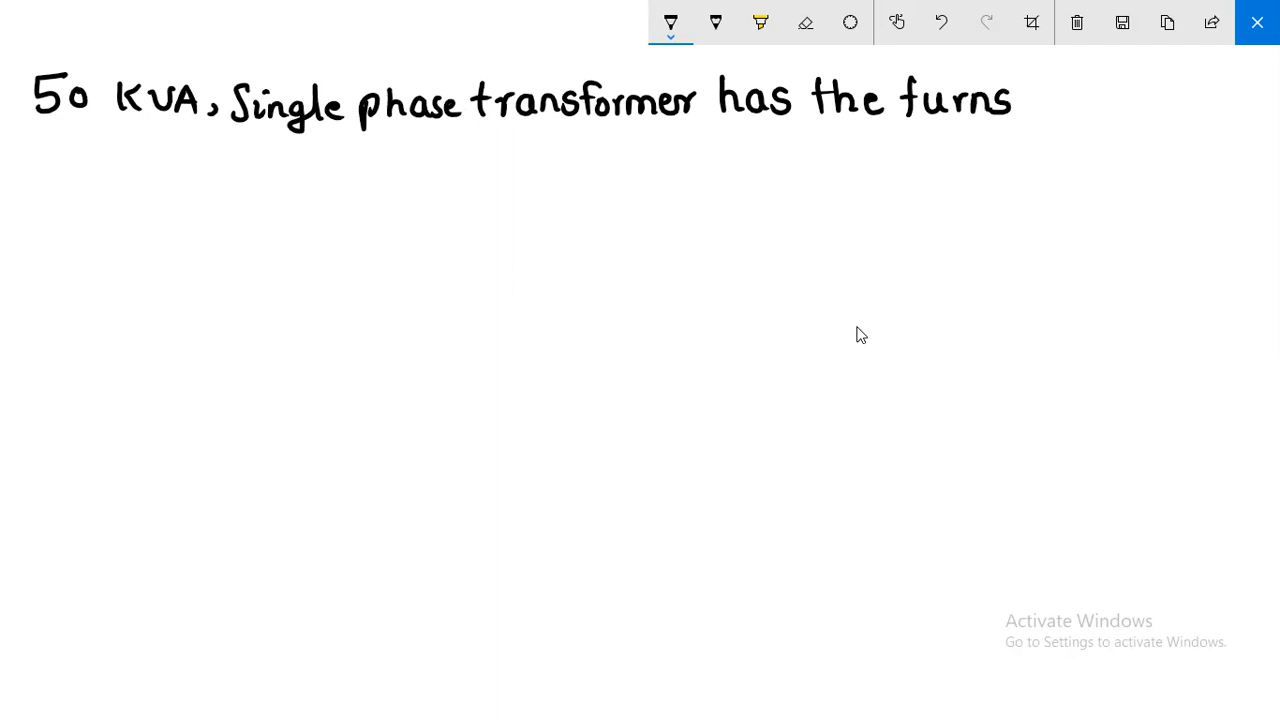 50 KVA, Single phase transformer has the turns
Activate Windows
Go to Settings to activate Windows.